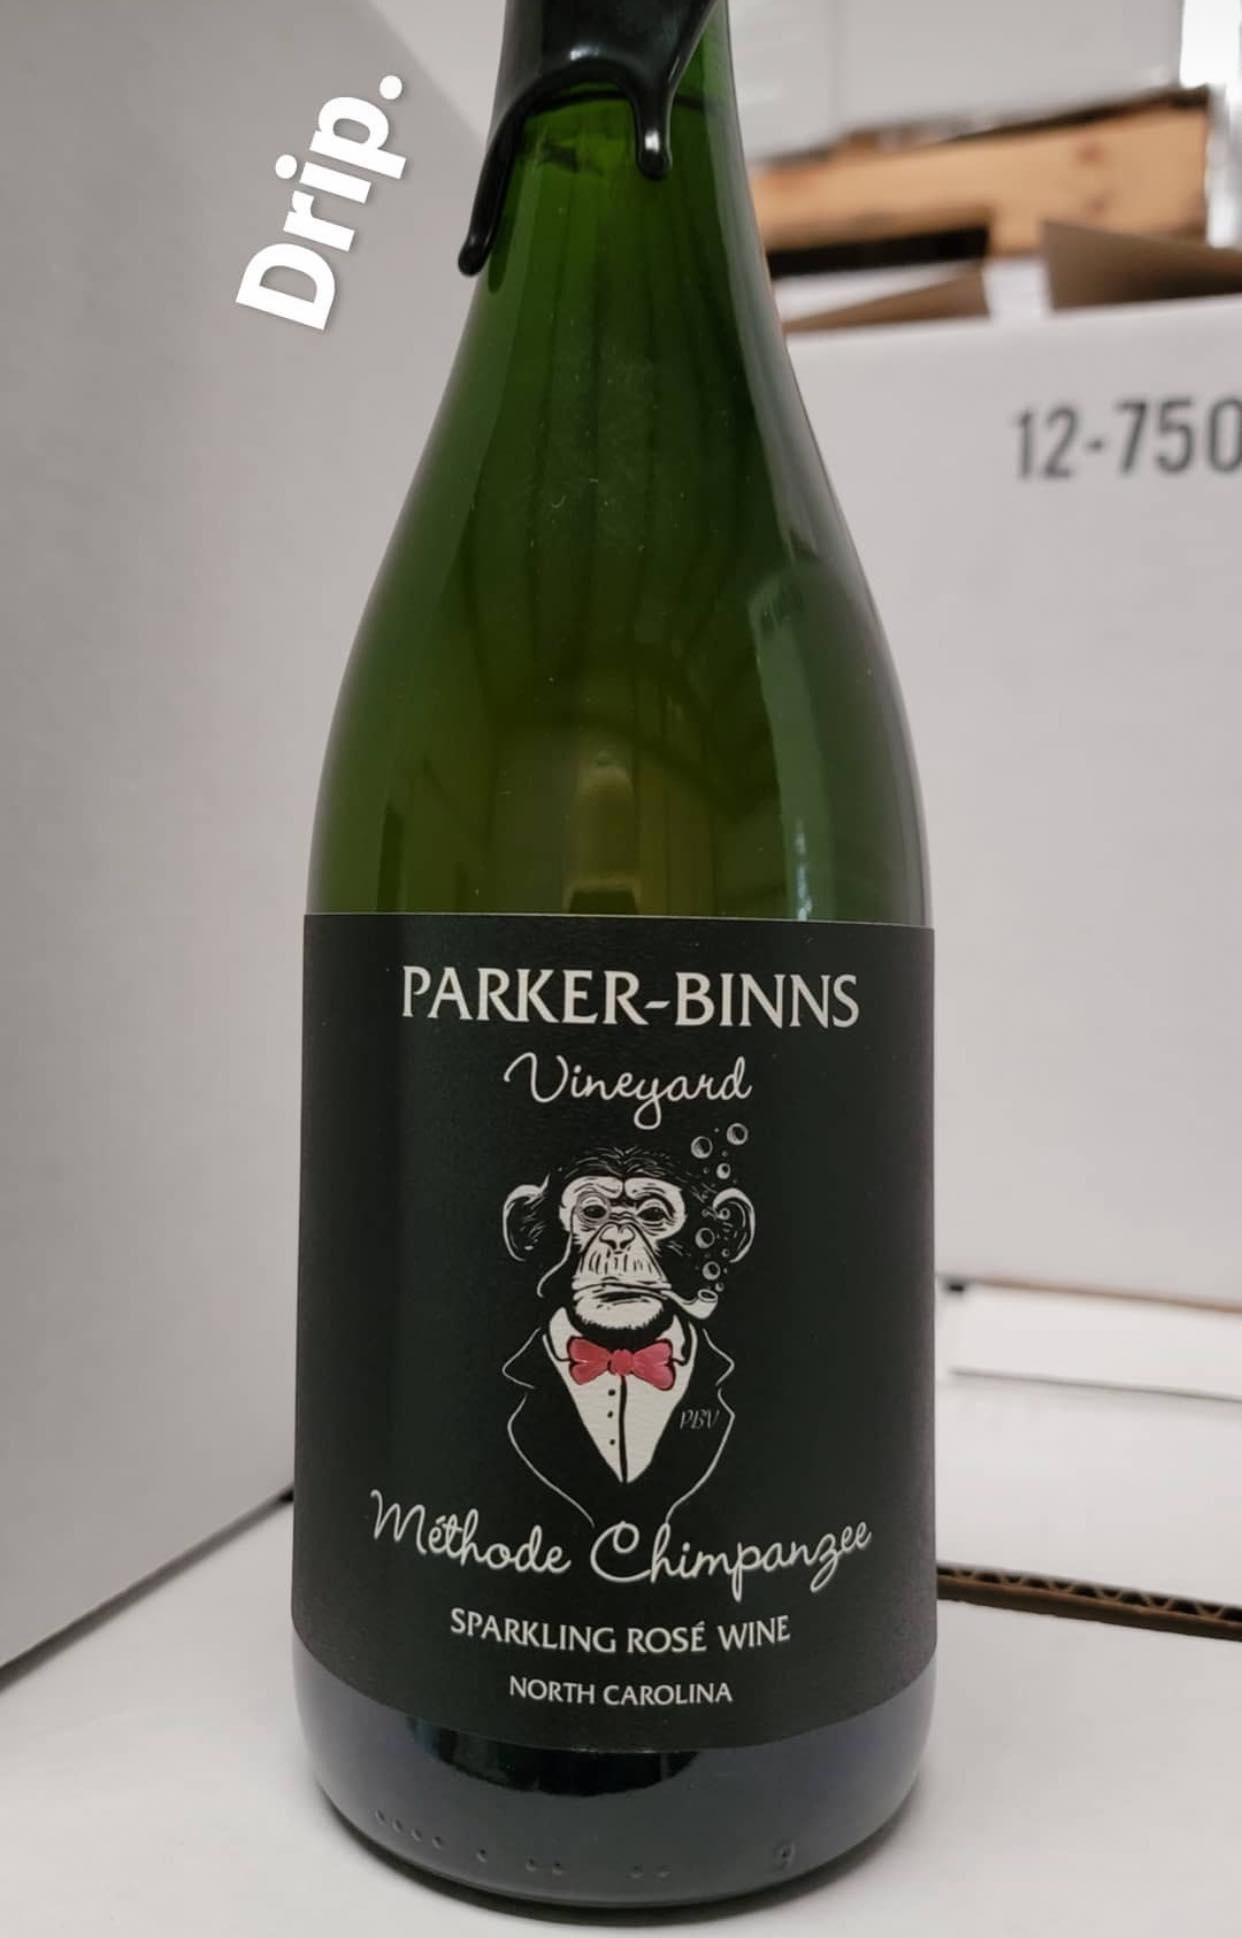 Drip.
12-750
PARKER-BINNS
Vineyard
PBV
Méthode Chimpanzee
SPARKLING ROSÉ WINE
NORTH CAROLINA